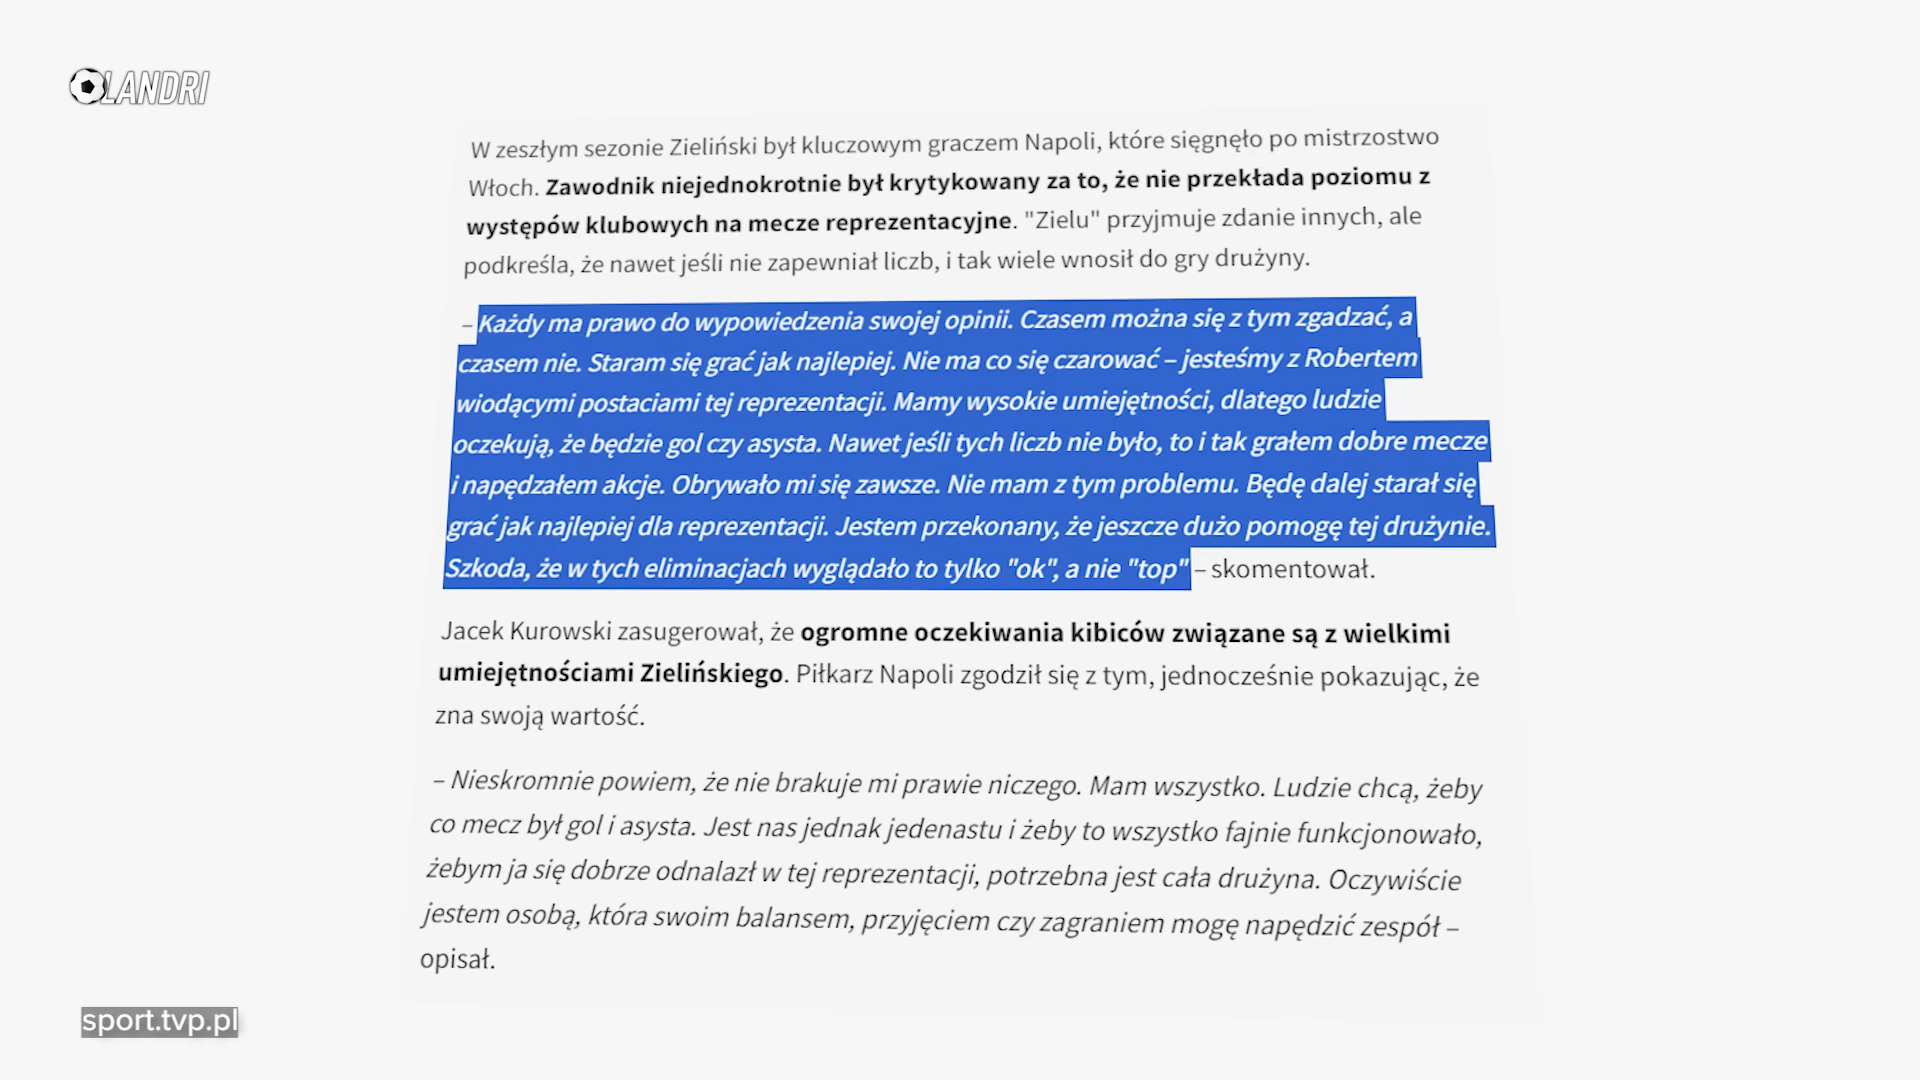 LANDRI
W zeszłym sezonie Zieliński był kluczowym graczem Napoli, które sięgnęło po mistrzostwo
Włoch. Zawodnik niejednokrotnie był krytykowany za to, że nie przekłada poziomu z
występów klubowych na mecze reprezentacyjne. "Zielu" przyjmuje zdanie innych, ale
podkreśla, że nawet jeśli nie zapewniał liczb, i tak wiele wnosił do gry drużyny.
– Każdy ma prawo do wypowiedzenia swojej opinii. Czasem można się z tym zgadzać, a
czasem nie. Staram się grać jak najlepiej. Nie ma co się czarować – jesteśmy z Robertem
wiodącymi postaciami tej reprezentacji. Mamy wysokie umiejętności, dlatego ludzie
oczekują, że będzie gol czy asysta. Nawet jeśli tych liczb nie było, to i tak grałem dobre mecze
i napędzałem akcje. Obrywało mi się zawsze. Nie mam z tym problemu. Będę dalej starał się
grać jak najlepiej dla reprezentacji. Jestem przekonany, że jeszcze dużo pomogę tej drużynie.
Szkoda, że w tych eliminacjach wyglądało to tylko "ok", a nie "top" – skomentował.
Jacek Kurowski zasugerował, że ogromne oczekiwania kibiców związane są z wielkimi
umiejętnościami Zielińskiego. Piłkarz Napoli zgodził się z tym, jednocześnie pokazując, że
zna swoją wartość.
– Nieskromnie powiem, że nie brakuje mi prawie niczego. Mam wszystko. Ludzie chcą, żeby
co mecz był gol i asysta. Jest nas jednak jedenastu i żeby to wszystko fajnie funkcjonowało,
żebym ja się dobrze odnalazł w tej reprezentacji, potrzebna jest cała drużyna. Oczywiście
jestem osobą, która swoim balansem, przyjęciem czy zagraniem mogę napędzić zespół –
opisał.
sport.tvp.pl